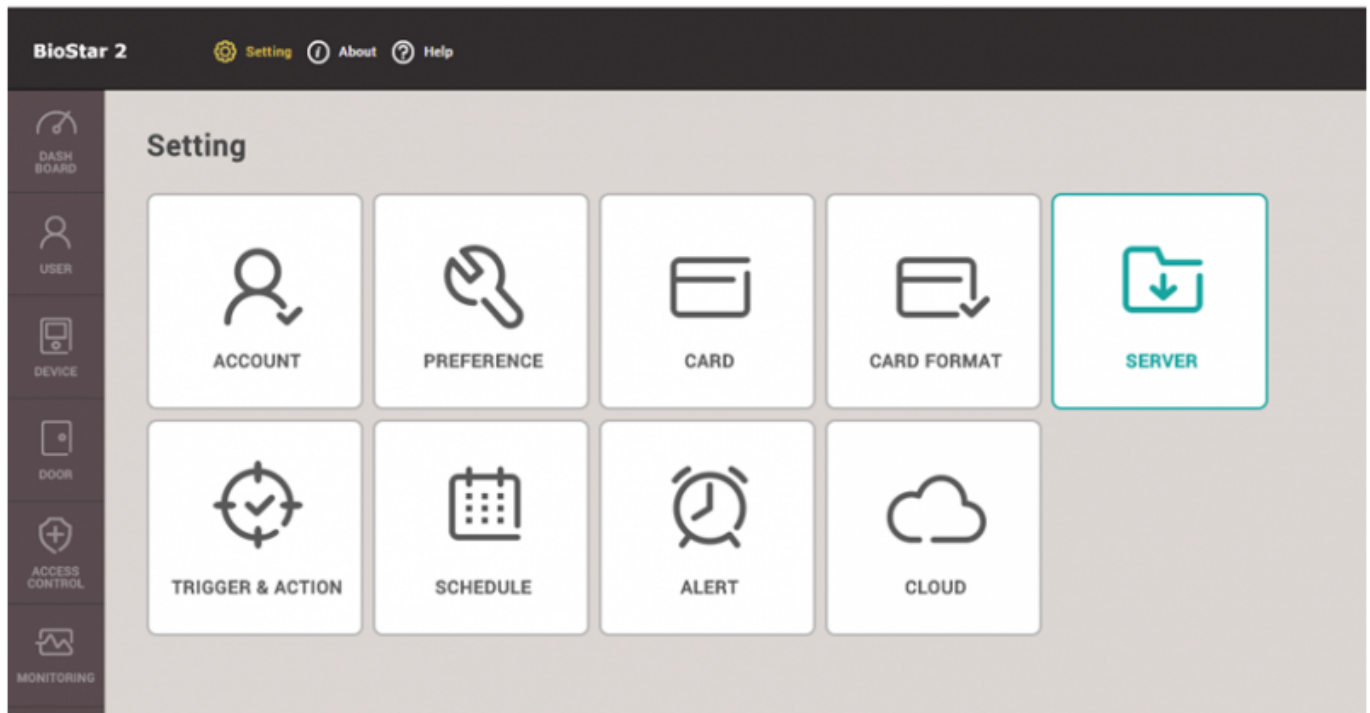 BioStar 2
Setting
About
Help
DASH
BOARD
USER
DEVICE
DOOR
ACCESS
CONTROL
MONITORING
Setting
ACCOUNT
PREFERENCE
CARD
CARD FORMAT
SERVER
TRIGGER & ACTION
SCHEDULE
ALERT
CLOUD